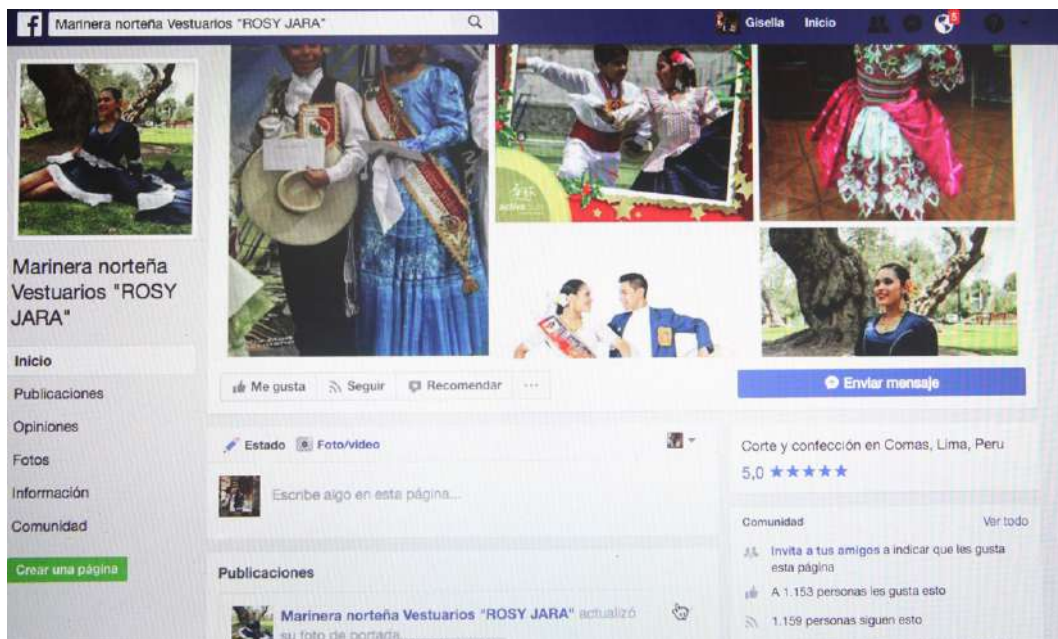 f
Marinera norteña Vestuarios "ROSY JARA"
Gisella Inicio
5
?
activa
Marinera norteña
Vestuarios "ROSY
JARA"
Inicio
Publicaciones
Opiniones
Fotos
Información
Comunidad
Crear una página
Me gusta Seguir Recomendar ...
Enviar mensaje
Estado Foto/video
Escribe algo en esta página...
Publicaciones
Marinera norteña Vestuarios "ROSY JARA" actualizó
su foto de portada.
Corte y confección en Comas, Lima, Peru
5,0 ★★★★★
Comunidad Ver todo
Invita a tus amigos a indicar que les gusta
esta página
A 1.153 personas les gusta esto
1.159 personas siguen esto